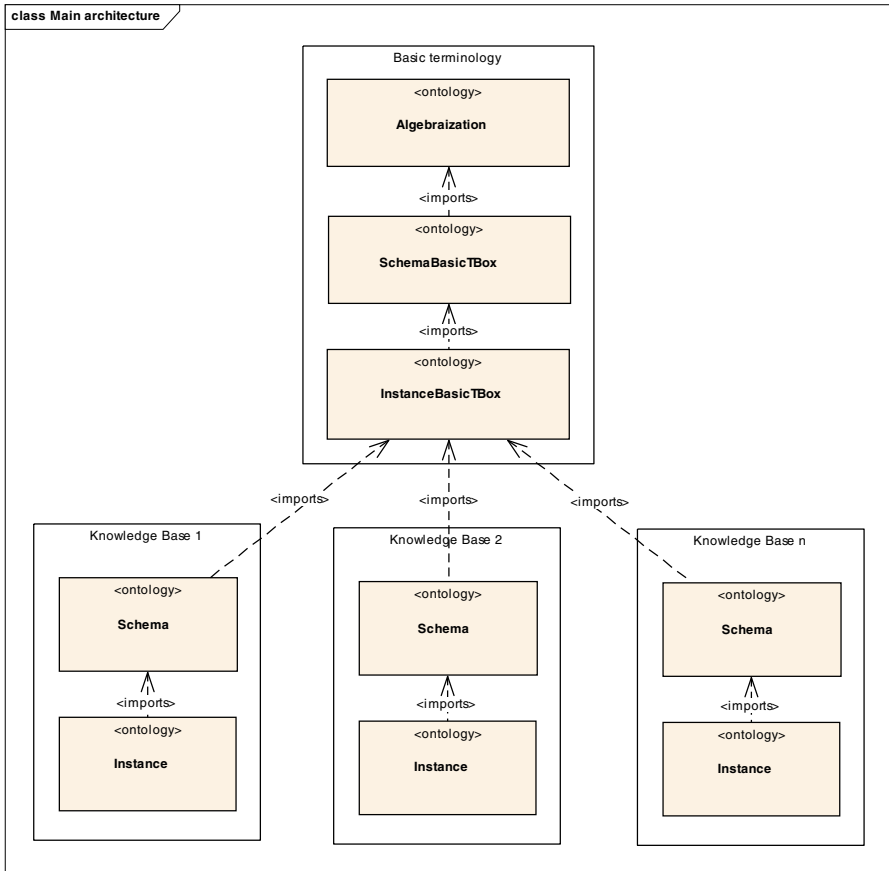 class Main architecture
Basic terminology
<ontology>
Algebraization
<imports>
<ontology>
SchemaBasicTBox
<imports>
<ontology>
InstanceBasicTBox
<imports>
<imports>
<imports>
Knowledge Base 1
<ontology>
Schema
<imports>
<ontology>
Instance
Knowledge Base 2
<ontology>
Schema
<imports>
<ontology>
Instance
Knowledge Base n
<ontology>
Schema
<imports>
<ontology>
Instance